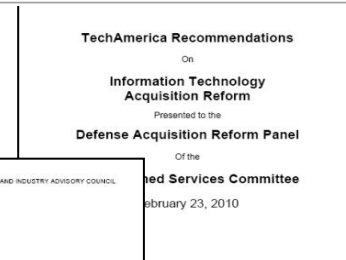 TechAmerica Recommendations
On
Information Technology
Acquisition Reform
Presented to the
Defense Acquisition Reform Panel
Of the
ned Services Committee
ebruary 23, 2010
AND INDUSTRY ADVISORY COUNCIL